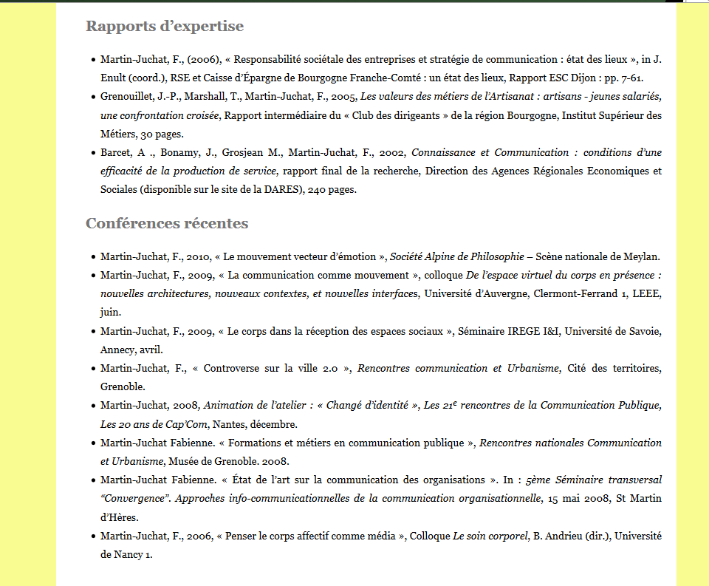 Rapports d’expertise
Martin-Juchat, F., (2006), « Responsabilité sociétale des entreprises et stratégie de communication : état des lieux », in J.
Enult (coord.), RSE et Caisse d’Épargne de Bourgogne Franche-Comté : un état des lieux, Rapport ESC Dijon : pp. 7-61.
Grenouillet, J.-P., Marshall, T., Martin-Juchat, F., 2005, Les valeurs des métiers de l’Artisanat : artisans - jeunes salariés,
une confrontation croisée, Rapport intermédiaire du « Club des dirigeants » de la région Bourgogne, Institut Supérieur des
Métiers, 30 pages.
Barcet, A ., Bonamy, J., Grosjean M., Martin-Juchat, F., 2002, Connaissance et Communication : conditions d’une
efficacité de la production de service, rapport final de la recherche, Direction des Agences Régionales Economiques et
Sociales (disponible sur le site de la DARES), 240 pages.
Conférences récentes
Martin-Juchat, F., 2010, « Le mouvement vecteur d’émotion », Société Alpine de Philosophie – Scène nationale de Meylan.
Martin-Juchat, F., 2009, « La communication comme mouvement », colloque De l’espace virtuel du corps en présence :
nouvelles architectures, nouveaux contextes, et nouvelles interfaces, Université d’Auvergne, Clermont-Ferrand 1, LEEE,
juin.
Martin-Juchat, F., 2009, « Le corps dans la réception des espaces sociaux », Séminaire IREGE I&I, Université de Savoie,
Annecy, avril.
Martin-Juchat, F., « Controverse sur la ville 2.0 », Rencontres communication et Urbanisme, Cité des territoires,
Grenoble.
Martin-Juchat, 2008, Animation de l’atelier : « Changé d’identité », Les 21e rencontres de la Communication Publique,
Les 20 ans de Cap’Com, Nantes, décembre.
Martin-Juchat Fabienne. « Formations et métiers en communication publique », Rencontres nationales Communication
et Urbanisme, Musée de Grenoble. 2008.
Martin-Juchat Fabienne. « État de l’art sur la communication des organisations ». In : 5ème Séminaire transversal
“Convergence”. Approches info-communicationnelles de la communication organisationnelle, 15 mai 2008, St Martin
d’Hères.
Martin-Juchat, F., 2006, « Penser le corps affectif comme média », Colloque Le soin corporel, B. Andrieu (dir.), Université
de Nancy 1.